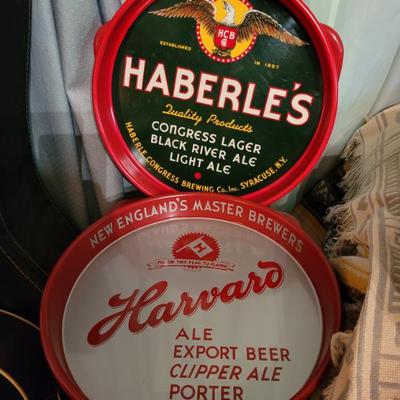 HCB
C
ESTABLISHED IN 1857
HABERLE'S
Quality Products
CONGRESS LAGER
BLACK RIVER ALE
LIGHT ALE
HABERLE CONGRESS BREWING CO. INC. SYRACUSE, N.Y.
NEW ENGLAND'S MASTER BREWERS
H
Harvard
ALE
EXPORT BEER
CLIPPER ALE
PORTER